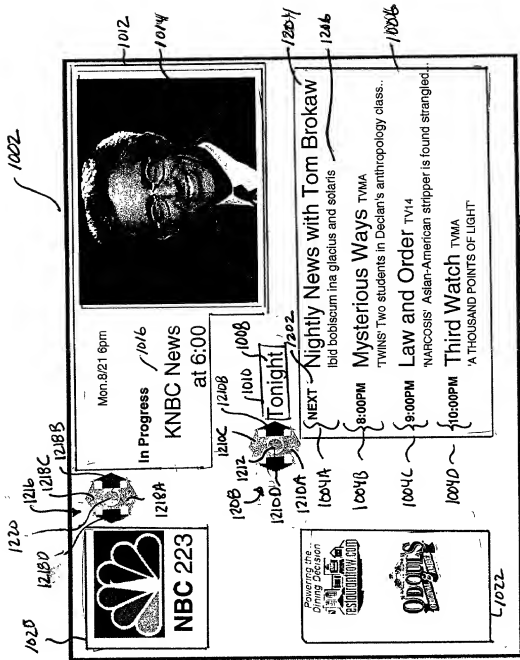 1002
1012
1014
1204
1206
1008
1220
1216
1218C
1218B
1218D
1218A
1028
NBC 223
Mon.8/21 6pm
In Progress
1016
KNBC News
at 6:00
1208
1210C
1212
1210D
1210A
1210B
1010
1008
1202
Tonight
NEXT
Nightly News with Tom Brokaw
Ibid bobiscum ina glacius and solaris
8:00PM
Mysterious Ways TVMA
'TWINS' Two students in Declan's anthropology class..
9:00PM
Law and Order TV14
'NARCOSIS' Asian-American stripper is found strangled...
10:00PM
Third Watch TVMA
'A THOUSAND POINTS OF LIGHT'
1004A
1004B
1004C
1004D
Powering the...
Dining Decision
restaurantrow.com
O'DOUL'S
1022